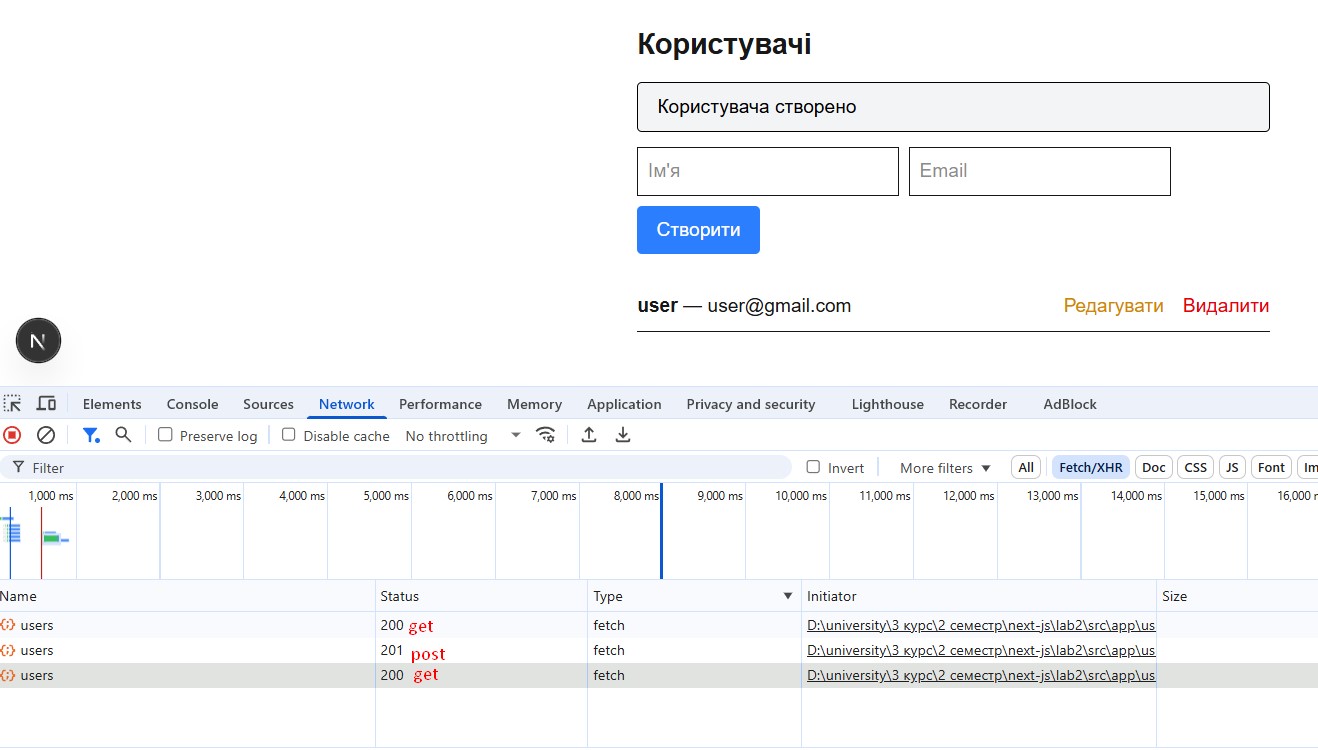 Користувачі
Користувача створено
Ім'я Email
Створити
user — user@gmail.com Редагувати Видалити
N
Elements Console Sources Network Performance Memory Application Privacy and security Lighthouse Recorder AdBlock
Preserve log Disable cache No throttling
Filter Invert More filters All Fetch/XHR Doc CSS JS Font Im
1,000 ms 2,000 ms 3,000 ms 4,000 ms 5,000 ms 6,000 ms 7,000 ms 8,000 ms 9,000 ms 10,000 ms 11,000 ms 12,000 ms 13,000 ms 14,000 ms 15,000 ms 16,000 r
Name Status Type Initiator Size
users 200 get fetch D:\university\3 курс\2 семестр\next-js\lab2\src\app\us
users 201 post fetch D:\university\3 курс\2 семестр\next-js\lab2\src\app\us
users 200 get fetch D:\university\3 курс\2 семестр\next-js\lab2\src\app\us